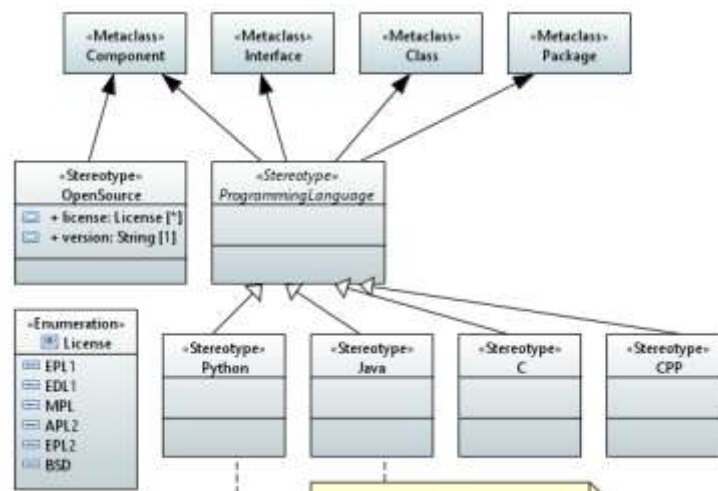 «Metaclass»
Component
«Metaclass»
Interface
«Metaclass»
Class
«Metaclass»
Package
«Stereotype»
OpenSource
+ license: License [*]
+ version: String [1]
«Stereotype»
ProgrammingLanguage
«Enumeration»
License
EPL1
EDL1
MPL
APL2
EPL2
BSD
«Stereotype»
Python
«Stereotype»
Java
«Stereotype»
C
«Stereotype»
CPP